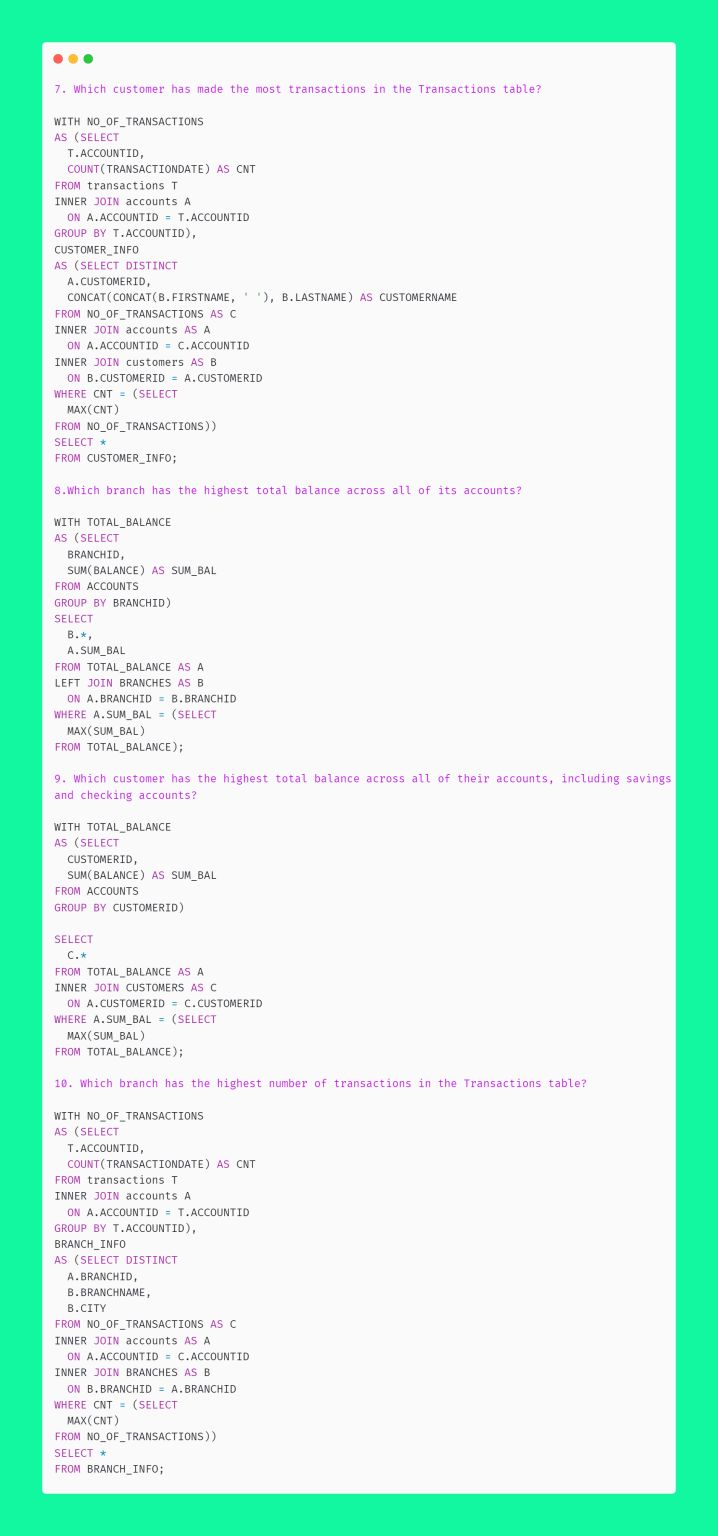 7. Which customer has made the most transactions in the Transactions table?
WITH NO_OF_TRANSACTIONS
AS (SELECT
T.ACCOUNTID,
COUNT(TRANSACTIONDATE) AS CNT
FROM transactions T
INNER JOIN accounts A
ON A.ACCOUNTID = T.ACCOUNTID
GROUP BY T.ACCOUNTID),
CUSTOMER_INFO
AS (SELECT DISTINCT
A.CUSTOMERID,
CONCAT(CONCAT(B.FIRSTNAME, ' '), B.LASTNAME) AS CUSTOMERNAME
FROM NO_OF_TRANSACTIONS AS C
INNER JOIN accounts AS A
ON A.ACCOUNTID = C.ACCOUNTID
INNER JOIN customers AS B
ON B.CUSTOMERID = A.CUSTOMERID
WHERE CNT = (SELECT
MAX(CNT)
FROM NO_OF_TRANSACTIONS))
SELECT *
FROM CUSTOMER_INFO;
8.Which branch has the highest total balance across all of its accounts?
WITH TOTAL_BALANCE
AS (SELECT
BRANCHID,
SUM(BALANCE) AS SUM_BAL
FROM ACCOUNTS
GROUP BY BRANCHID)
SELECT
B.*,
A.SUM_BAL
FROM TOTAL_BALANCE AS A
LEFT JOIN BRANCHES AS B
ON A.BRANCHID = B.BRANCHID
WHERE A.SUM_BAL = (SELECT
MAX(SUM_BAL)
FROM TOTAL_BALANCE);
9. Which customer has the highest total balance across all of their accounts, including savings
and checking accounts?
WITH TOTAL_BALANCE
AS (SELECT
CUSTOMERID,
SUM(BALANCE) AS SUM_BAL
FROM ACCOUNTS
GROUP BY CUSTOMERID)
SELECT
C.*
FROM TOTAL_BALANCE AS A
INNER JOIN CUSTOMERS AS C
ON A.CUSTOMERID = C.CUSTOMERID
WHERE A.SUM_BAL = (SELECT
MAX(SUM_BAL)
FROM TOTAL_BALANCE);
10. Which branch has the highest number of transactions in the Transactions table?
WITH NO_OF_TRANSACTIONS
AS (SELECT
T.ACCOUNTID,
COUNT(TRANSACTIONDATE) AS CNT
FROM transactions T
INNER JOIN accounts A
ON A.ACCOUNTID = T.ACCOUNTID
GROUP BY T.ACCOUNTID),
BRANCH_INFO
AS (SELECT DISTINCT
A.BRANCHID,
B.BRANCHNAME,
B.CITY
FROM NO_OF_TRANSACTIONS AS C
INNER JOIN accounts AS A
ON A.ACCOUNTID = C.ACCOUNTID
INNER JOIN BRANCHES AS B
ON B.BRANCHID = A.BRANCHID
WHERE CNT = (SELECT
MAX(CNT)
FROM NO_OF_TRANSACTIONS))
SELECT *
FROM BRANCH_INFO;